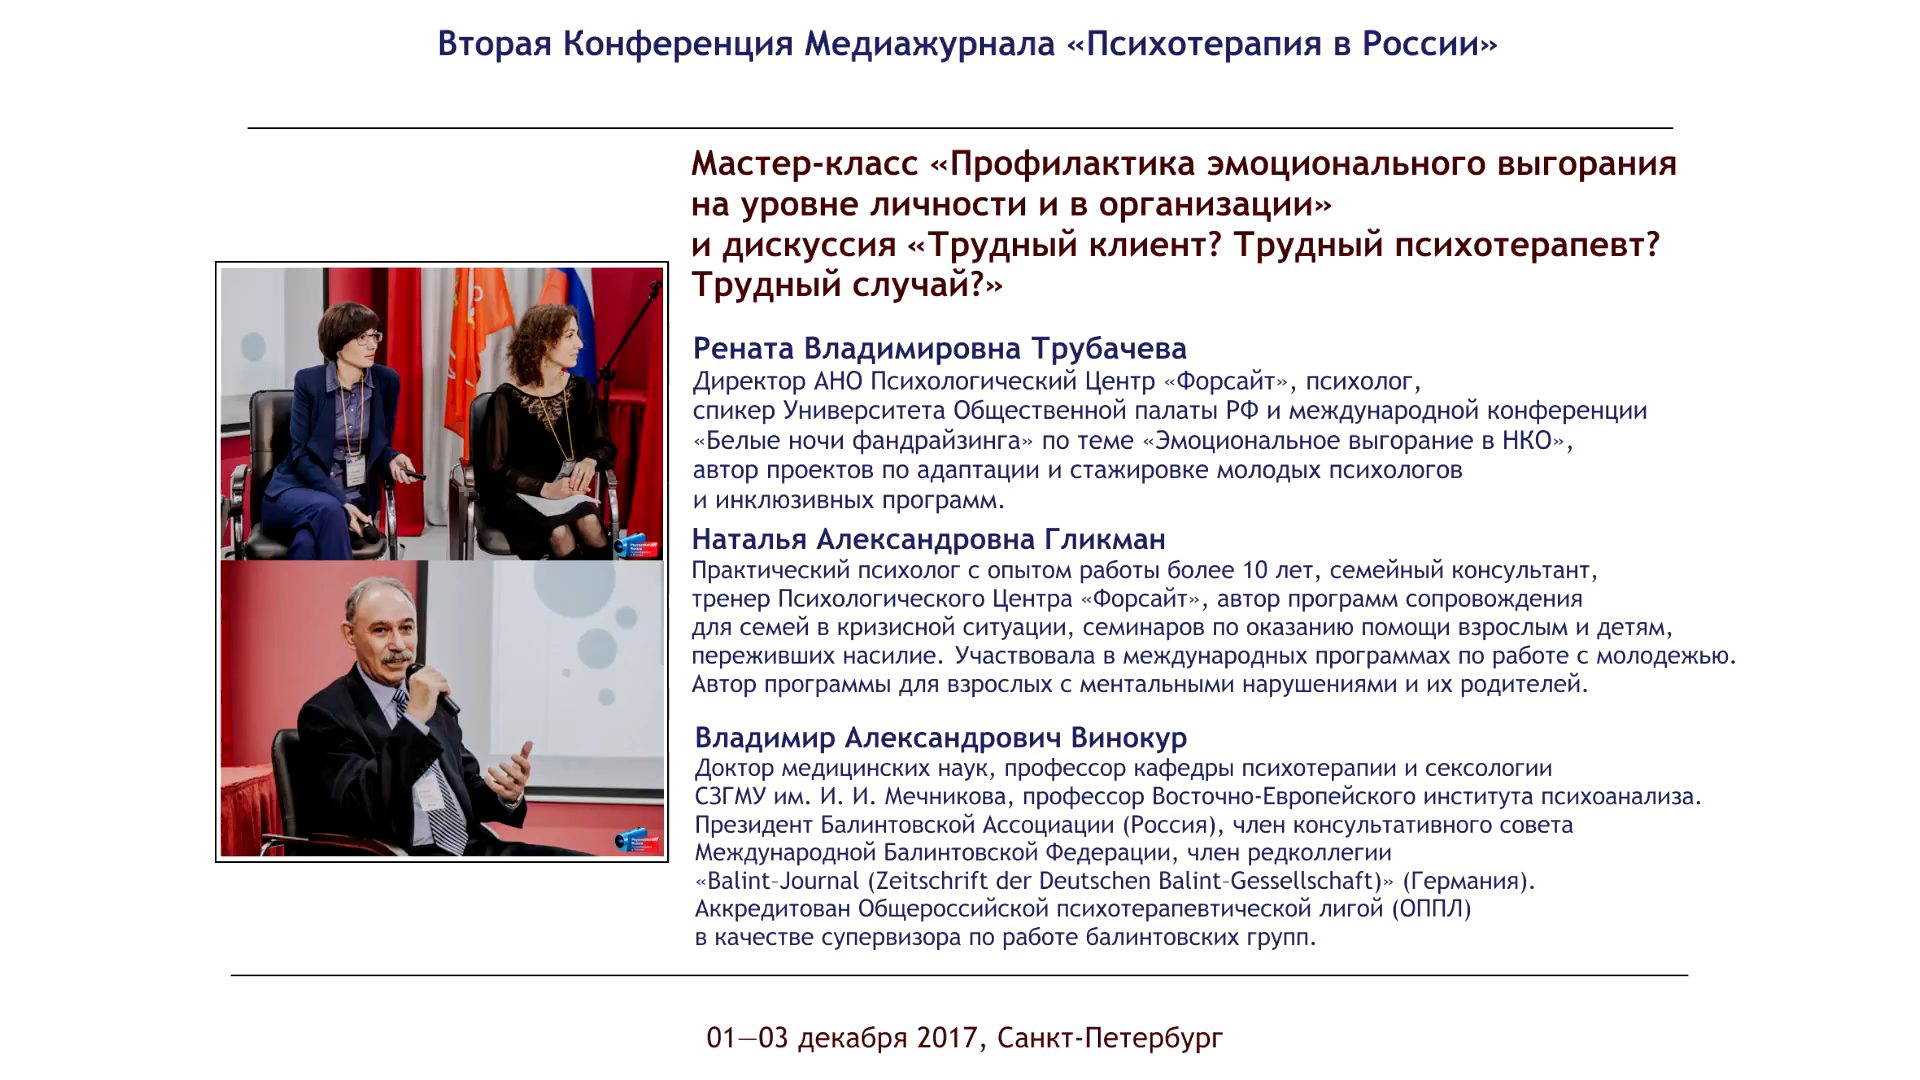 Вторая Конференция Медиажурнала «Психотерапия в России»
Мастер-класс «Профилактика эмоционального выгорания
на уровне личности и в организации»
и дискуссия «Трудный клиент? Трудный психотерапевт?
Трудный случай?»
Рената Владимировна Трубачева
Директор АНО Психологический Центр «Форсайт», психолог,
спикер Университета Общественной палаты РФ и международной конференции
«Белые ночи фандрайзинга» по теме «Эмоциональное выгорание в НКО»,
автор проектов по адаптации и стажировке молодых психологов
и инклюзивных программ.
Наталья Александровна Гликман
Практический психолог с опытом работы более 10 лет, семейный консультант,
тренер Психологического Центра «Форсайт», автор программ сопровождения
для семей в кризисной ситуации, семинаров по оказанию помощи взрослым и детям,
переживших насилие. Участвовала в международных программах по работе с молодежью.
Автор программы для взрослых с ментальными нарушениями и их родителей.
Владимир Александрович Винокур
Доктор медицинских наук, профессор кафедры психотерапии и сексологии
СЗГМУ им. И. И. Мечникова, профессор Восточно-Европейского института психоанализа.
Президент Балинтовской Ассоциации (Россия), член консультативного совета
Международной Балинтовской Федерации, член редколлегии
«Balint–Journal (Zeitschrift der Deutschen Balint–Gessellschaft)» (Германия).
Аккредитован Общероссийской психотерапевтической лигой (ОППЛ)
в качестве супервизора по работе балинтовских групп.
01—03 декабря 2017, Санкт-Петербург